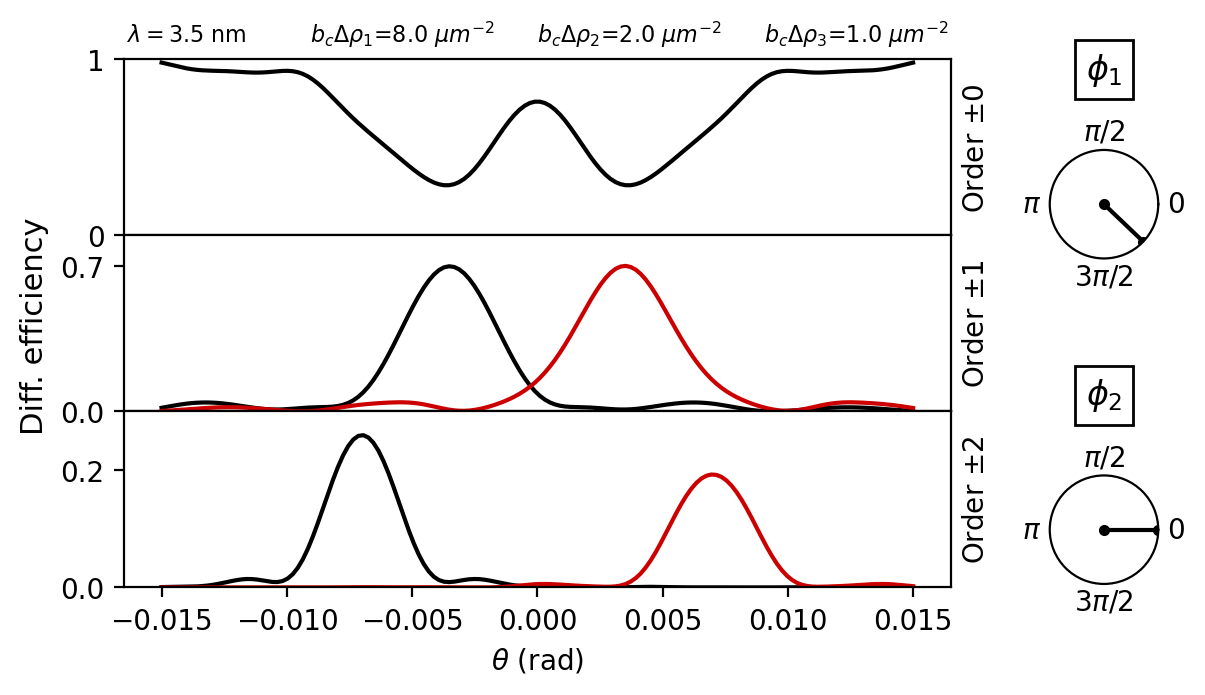 λ = 3.5 nm b_cΔρ_1=8.0 μm^{-2} b_cΔρ_2=2.0 μm^{-2} b_cΔρ_3=1.0 μm^{-2}
1
0
Order ±0
0.7
0.0
Order ±1
0.2
0.0
Order ±2
Diff. efficiency
−0.015 −0.010 −0.005 0.000 0.005 0.010 0.015
θ (rad)
ϕ_1
π/2
π 0
3π/2
ϕ_2
π/2
π 0
3π/2